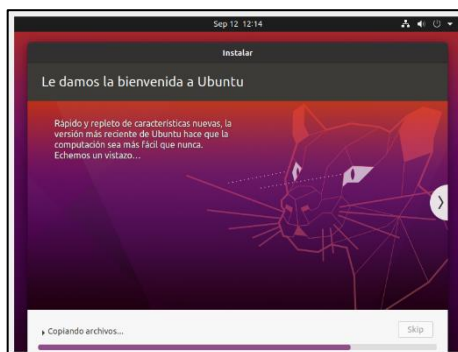 Sep 12 12:14
Instalar
Le damos la bienvenida a Ubuntu
Rápido y repleto de características nuevas, la
versión más reciente de Ubuntu hace que la
computación sea más fácil que nunca.
Echemos un vistazo...
Copiando archivos...
Skip